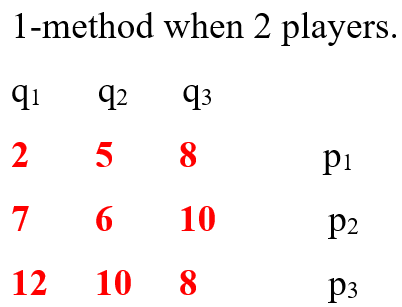 1-method when 2 players.
q₁ q₂ q₃
2 5 8 p₁
7 6 10 p₂
12 10 8 p₃